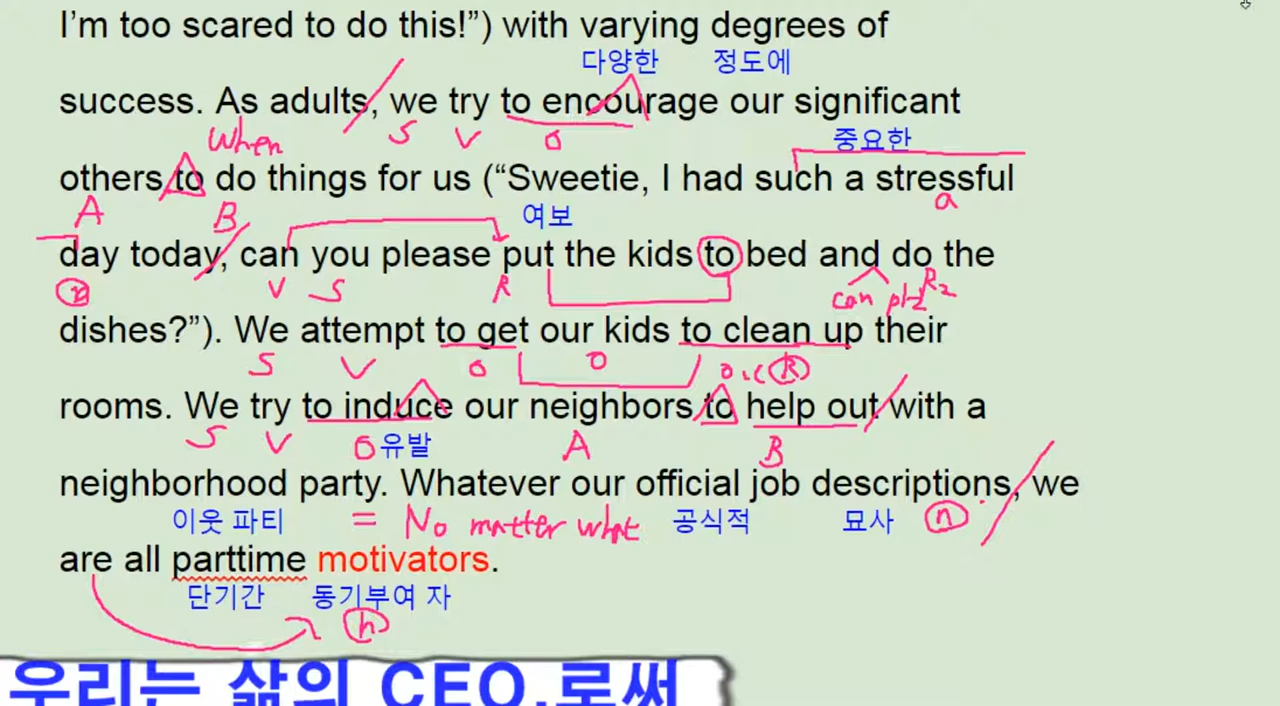 I'm too scared to do this!”) with varying degrees of
다양한 정도에
success. As adults, we try to encourage our significant
when S V O 중요한
others to do things for us (“Sweetie, I had such a stressful
A B 여보 a
day today, can you please put the kids to bed and do the
n V S R can plz R2
dishes?”). We attempt to get our kids to clean up their
S V O O O.C R
rooms. We try to induce our neighbors to help out with a
S V O 유발 A B
neighborhood party. Whatever our official job descriptions, we
이웃 파티 = No matter what 공식적 묘사 n
are all parttime motivators.
단기간 동기부여 자
n
우리는 삶의 CEO.로써